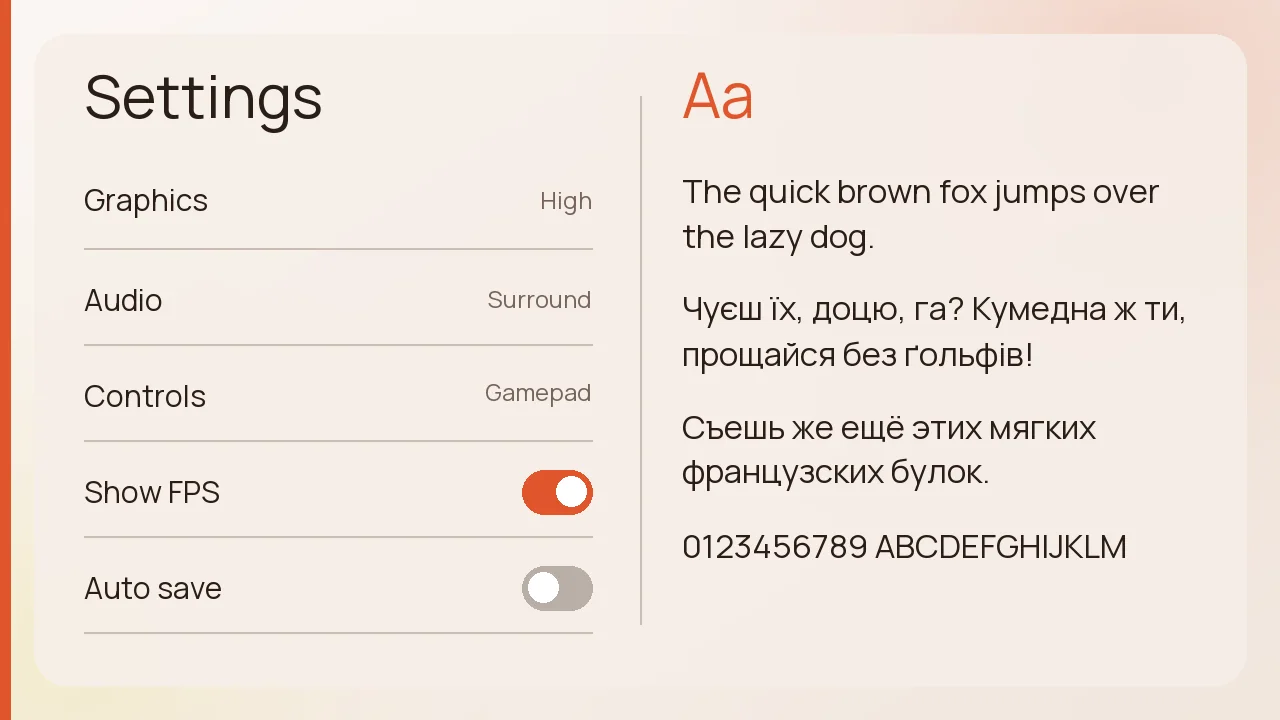 Settings
Graphics
High
Audio
Surround
Controls
Gamepad
Show FPS
Auto save
Aa
The quick brown fox jumps over
the lazy dog.
Чуєш їх, доцю, га? Кумедна ж ти,
прощайся без ґольфів!
Съешь же ещё этих мягких
французских булок.
0123456789 ABCDEFGHIJKLM